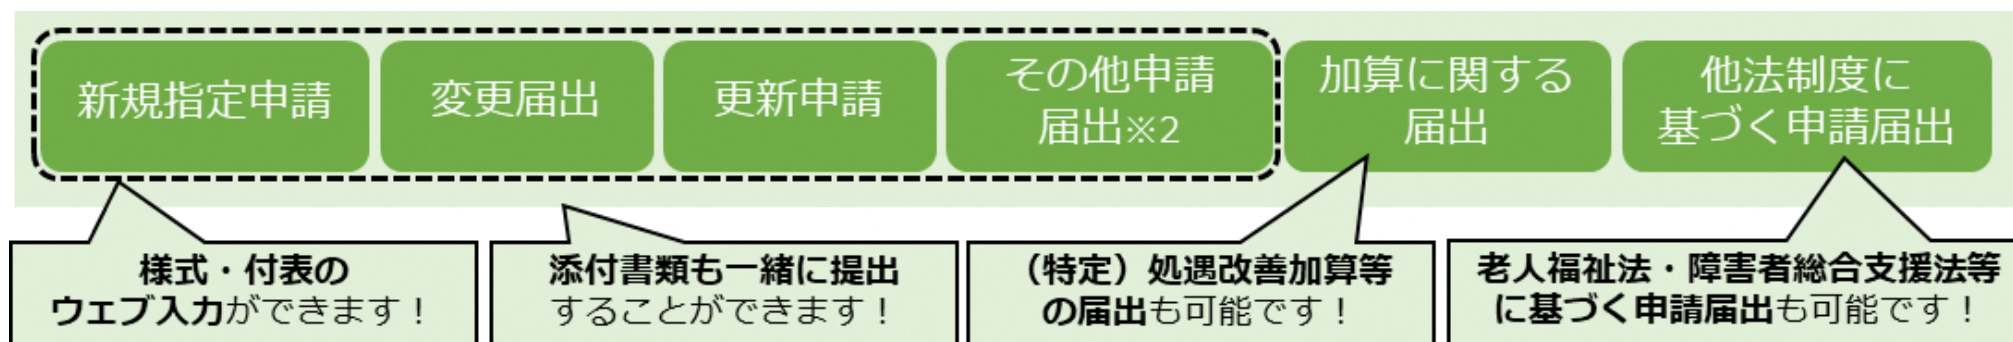 新規指定申請
変更届出
更新申請
その他申請
届出※2
加算に関する
届出
他法制度に
基づく申請届出
様式・付表の
ウェブ入力ができます！
添付書類も一緒に提出
することができます！
（特定）処遇改善加算等
の届出も可能です！
老人福祉法・障害者総合支援法等
に基づく申請届出も可能です！